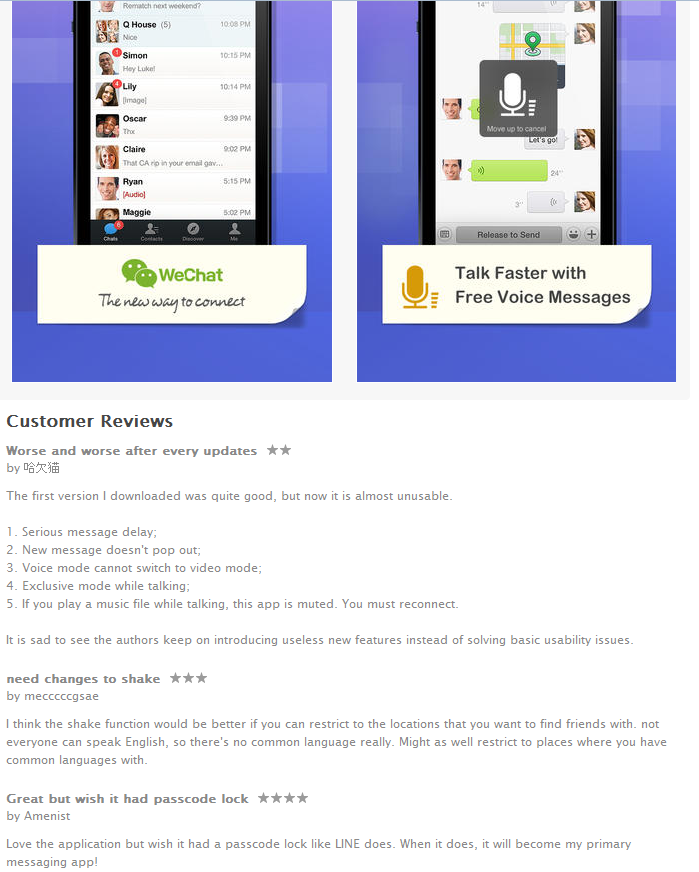 Rematch next weekend?
Q House (5) 10:08 PM
Nice
1
Simon 10:15 PM
Hey Luke!
4
Lily 10:14 PM
[Image]
Oscar 9:39 PM
Thx
Claire 9:02 PM
That CA rip in your email gav...
Ryan 5:15 PM
[Audio]
Maggie 5:02 PM
Chats Contacts Discover Me
WeChat
The new way to connect
14''
Move up to cancel
Let's go!
24''
3''
Release to Send
Talk Faster with
Free Voice Messages
Customer Reviews
Worse and worse after every updates ★★
by 哈欠猫
The first version I downloaded was quite good, but now it is almost unusable.
1. Serious message delay;
2. New message doesn't pop out;
3. Voice mode cannot switch to video mode;
4. Exclusive mode while talking;
5. If you play a music file while talking, this app is muted. You must reconnect.
It is sad to see the authors keep on introducing useless new features instead of solving basic usability issues.
need changes to shake ★★★
by mecccccgsae
I think the shake function would be better if you can restrict to the locations that you want to find friends with. not
everyone can speak English, so there's no common language really. Might as well restrict to places where you have
common languages with.
Great but wish it had passcode lock ★★★★
by Amenist
Love the application but wish it had a passcode lock like LINE does. When it does, it will become my primary
messaging app!